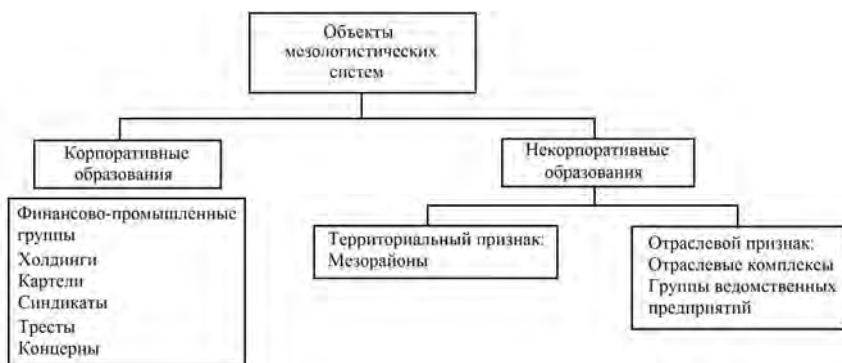 Объекты
мезологистических
систем
Корпоративные
образования
Некорпоративные
образования
Финансово-промышленные
группы
Холдинги
Картели
Синдикаты
Тресты
Концерны
Территориальный признак:
Мезорайоны
Отраслевой признак:
Отраслевые комплексы
Группы ведомственных
предприятий